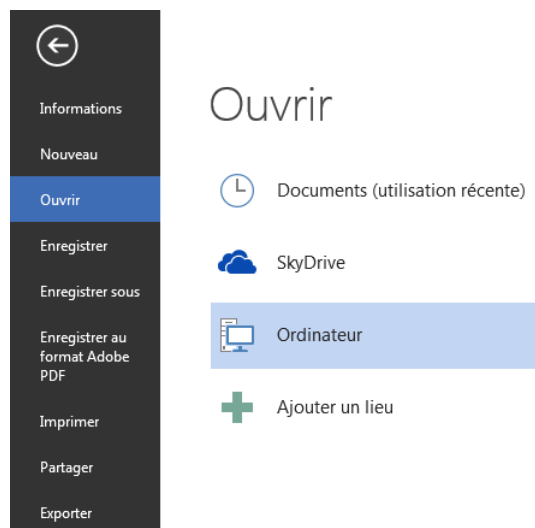 Informations
Nouveau
Ouvrir
Enregistrer
Enregistrer sous
Enregistrer au
format Adobe
PDF
Imprimer
Partager
Exporter
Ouvrir
Documents (utilisation récente)
SkyDrive
Ordinateur
Ajouter un lieu